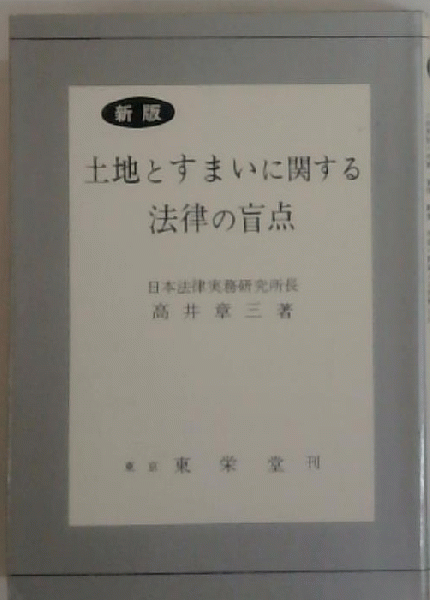 新版
土地とすまいに関する
法律の盲点
日本法律実務研究所長
高井章三著
東京 東栄堂刊